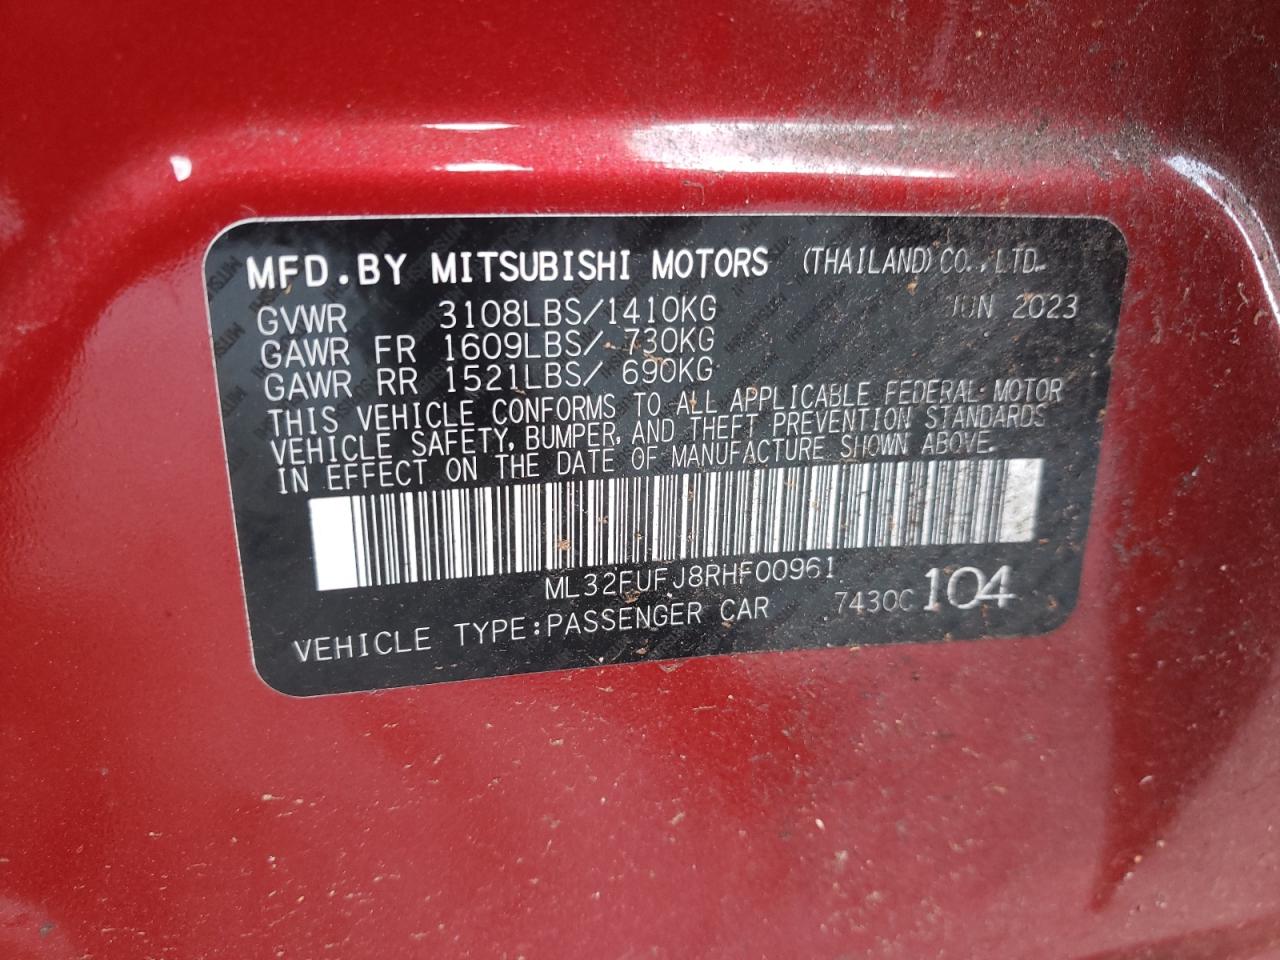 MFD.BY MITSUBISHI MOTORS (THAILAND) CO.,LTD.
GVWR 3108LBS/1410KG JUN 2023
GAWR FR 1609LBS/ 730KG
GAWR RR 1521LBS/ 690KG
THIS VEHICLE CONFORMS TO ALL APPLICABLE FEDERAL MOTOR
VEHICLE SAFETY, BUMPER, AND THEFT PREVENTION STANDARDS
IN EFFECT ON THE DATE OF MANUFACTURE SHOWN ABOVE.
ML32FUFJ8RHF00961
VEHICLE TYPE:PASSENGER CAR 7430C 104